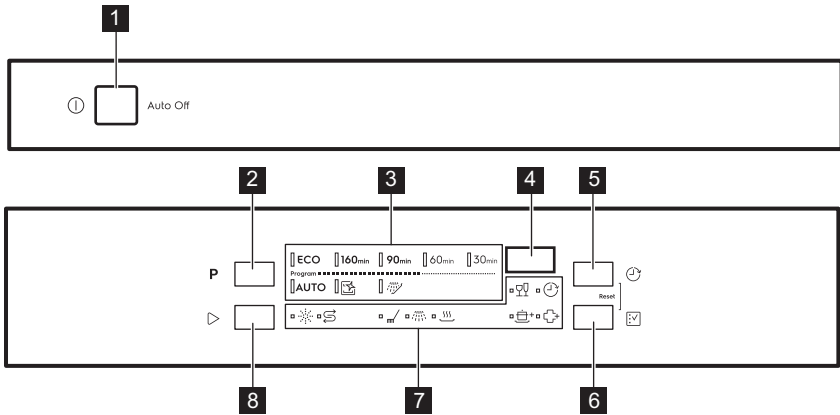 1
Auto Off
2 3 4 5
ECO 160min 90min 60min 30min
P
Program
AUTO
Reset
8 7 6